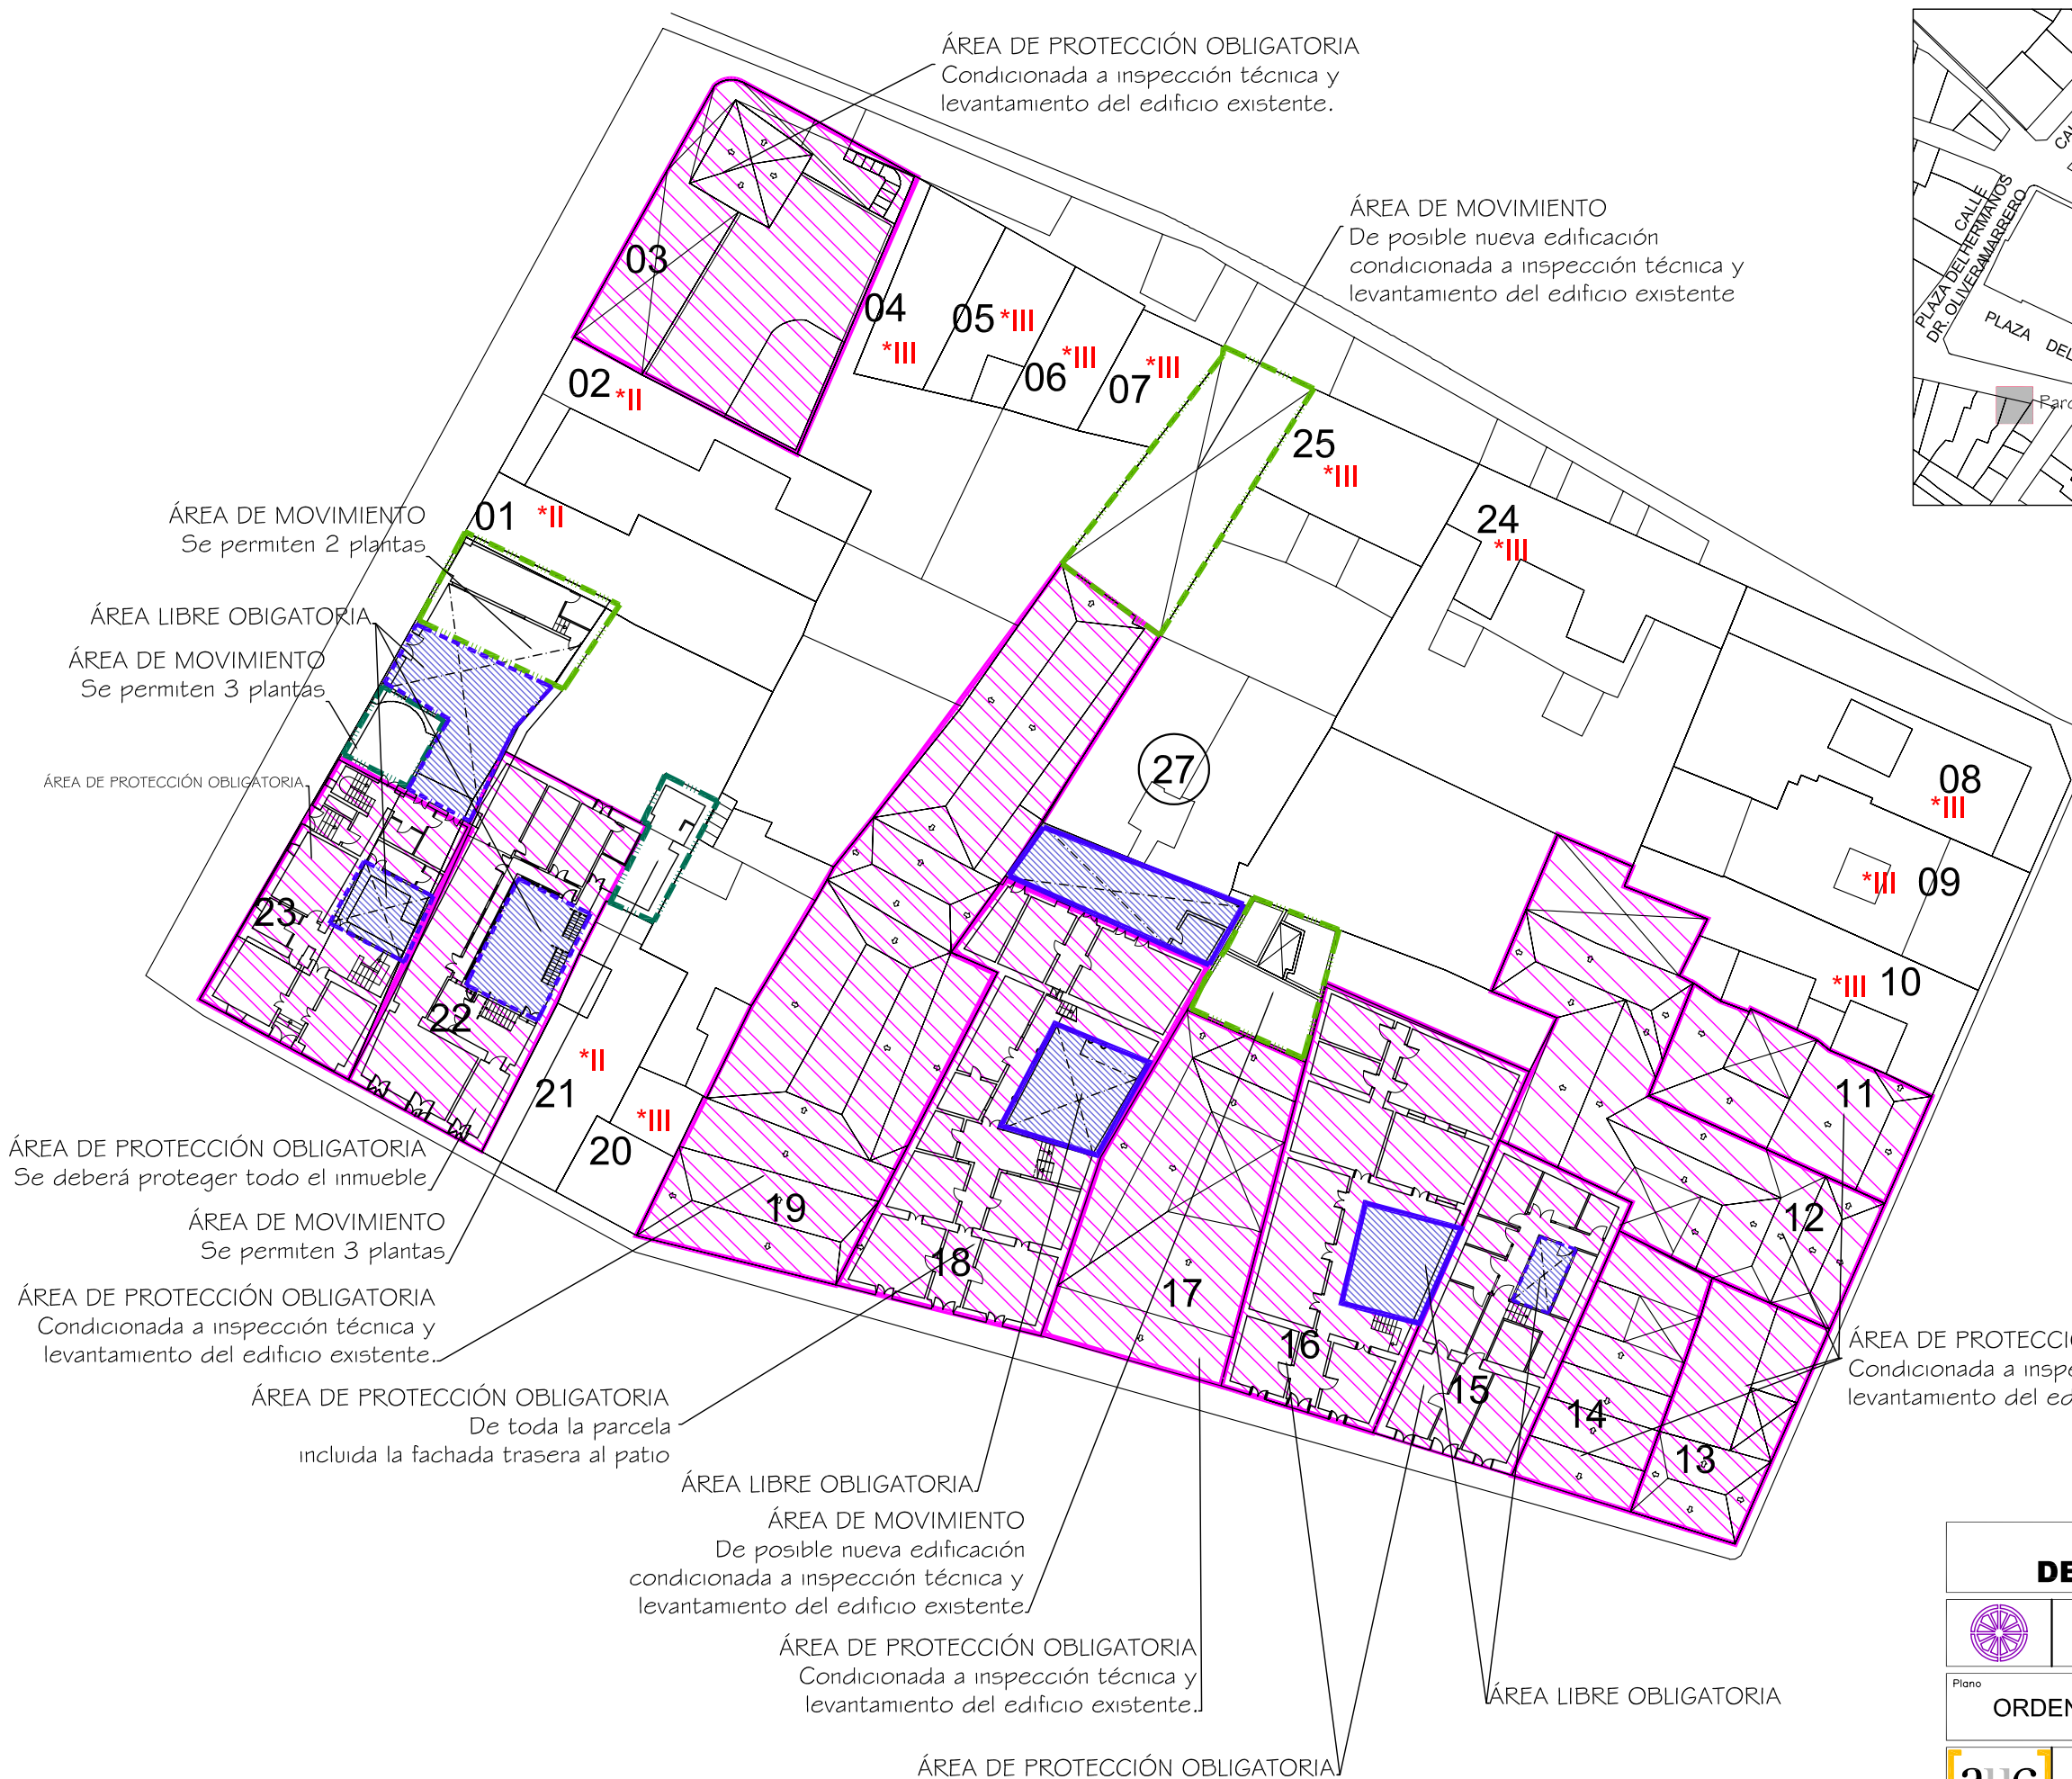 ÁREA DE PROTECCIÓN OBLIGATORIA
Condicionada a inspección técnica y
levantamiento del edificio existente.
ÁREA DE MOVIMIENTO
De posible nueva edificación
condicionada a inspección técnica y
levantamiento del edificio existente
CALLE
HERMANOS
MARRERO
PLAZA DEL
DR. OLIVERA
PLAZA DEL
03
04
*III
05 *III
06 *III
07 *III
02 *II
25
*III
24
*III
01 *II
ÁREA DE MOVIMIENTO
Se permiten 2 plantas
ÁREA LIBRE OBIGATORIA
ÁREA DE MOVIMIENTO
Se permiten 3 plantas
ÁREA DE PROTECCIÓN OBLIGATORIA
27
08
*III
*III 09
*III 10
23
22
*II
21
*III
20
11
12
19
18
17
16
15
14
13
ÁREA DE PROTECCIÓN OBLIGATORIA
Se deberá proteger todo el inmueble
ÁREA DE MOVIMIENTO
Se permiten 3 plantas
ÁREA DE PROTECCIÓN OBLIGATORIA
Condicionada a inspección técnica y
levantamiento del edificio existente.
ÁREA DE PROTECCIÓN OBLIGATORIA
De toda la parcela
incluida la fachada trasera al patio
ÁREA LIBRE OBLIGATORIA
ÁREA DE MOVIMIENTO
De posible nueva edificación
condicionada a inspección técnica y
levantamiento del edificio existente
ÁREA DE PROTECCIÓN OBLIGATORIA
Condicionada a inspección técnica y
levantamiento del edificio existente.
ÁREA LIBRE OBLIGATORIA
ÁREA DE PROTECCIÓN OBLIGATORIA
ÁREA DE
Condicionada a
levantamiento del
Plano